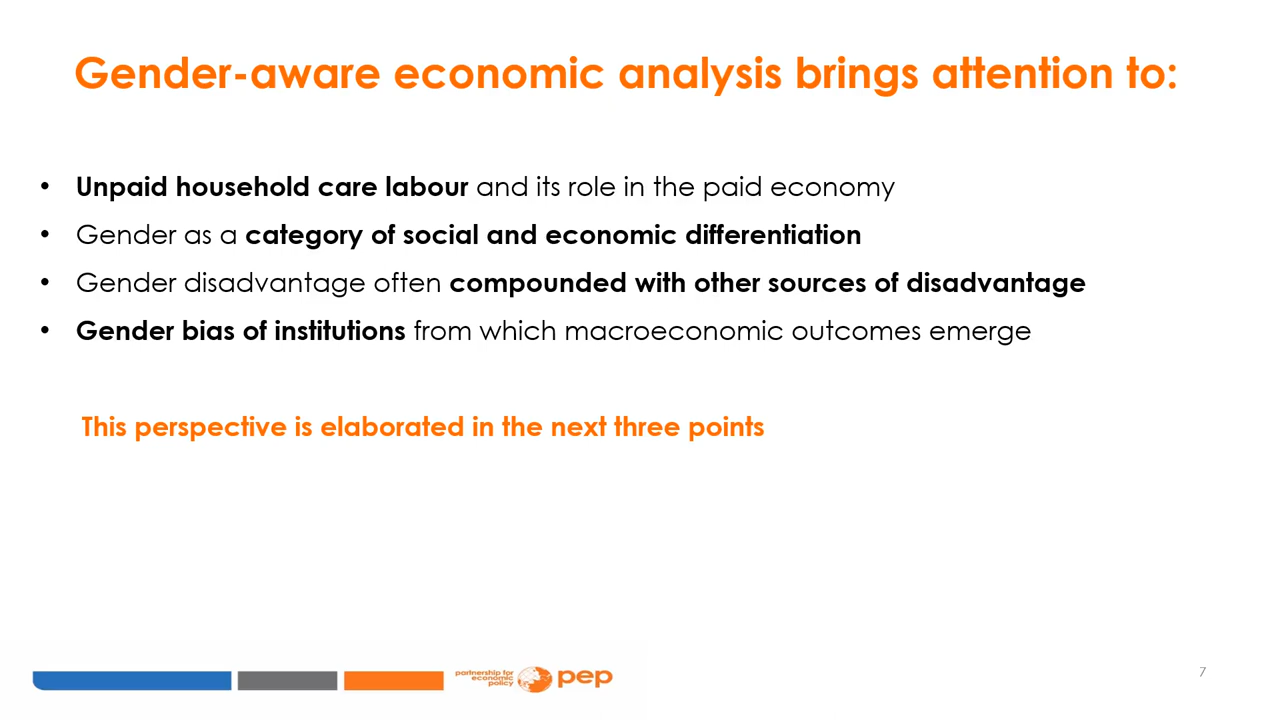 Gender-aware economic analysis brings attention to:
• Unpaid household care labour and its role in the paid economy
• Gender as a category of social and economic differentiation
• Gender disadvantage often compounded with other sources of disadvantage
• Gender bias of institutions from which macroeconomic outcomes emerge
This perspective is elaborated in the next three points
partnership for
economic
policy
pep
7